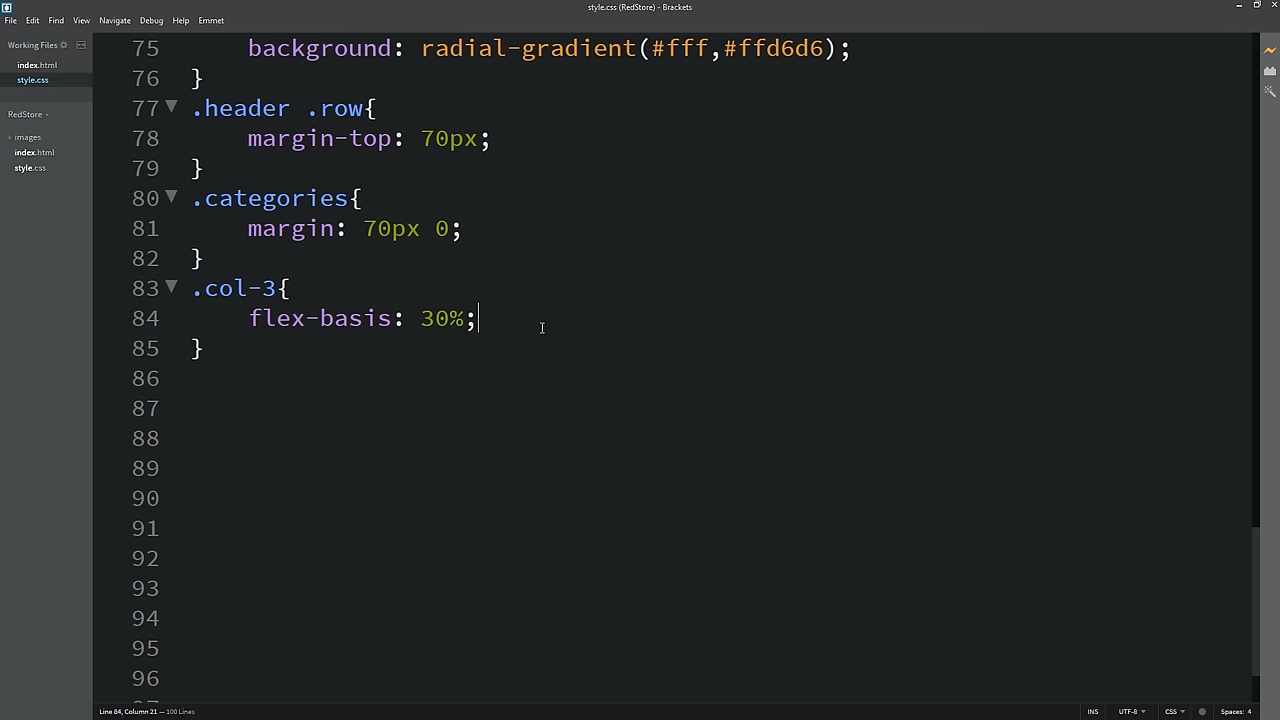 style.css (RedStore) - Brackets
File Edit Find View Navigate Debug Help Emmet
Working Files
index.html
style.css
RedStore
images
index.html
style.css
75 background: radial-gradient(#fff,#ffd6d6);
76 }
77 .header .row{
78 margin-top: 70px;
79 }
80 .categories{
81 margin: 70px 0;
82 }
83 .col-3{
84 flex-basis: 30%;
85 }
86
87
88
89
90
91
92
93
94
95
96
Line 84, Column 21 — 100 Lines
INS UTF-8 CSS Spaces: 4